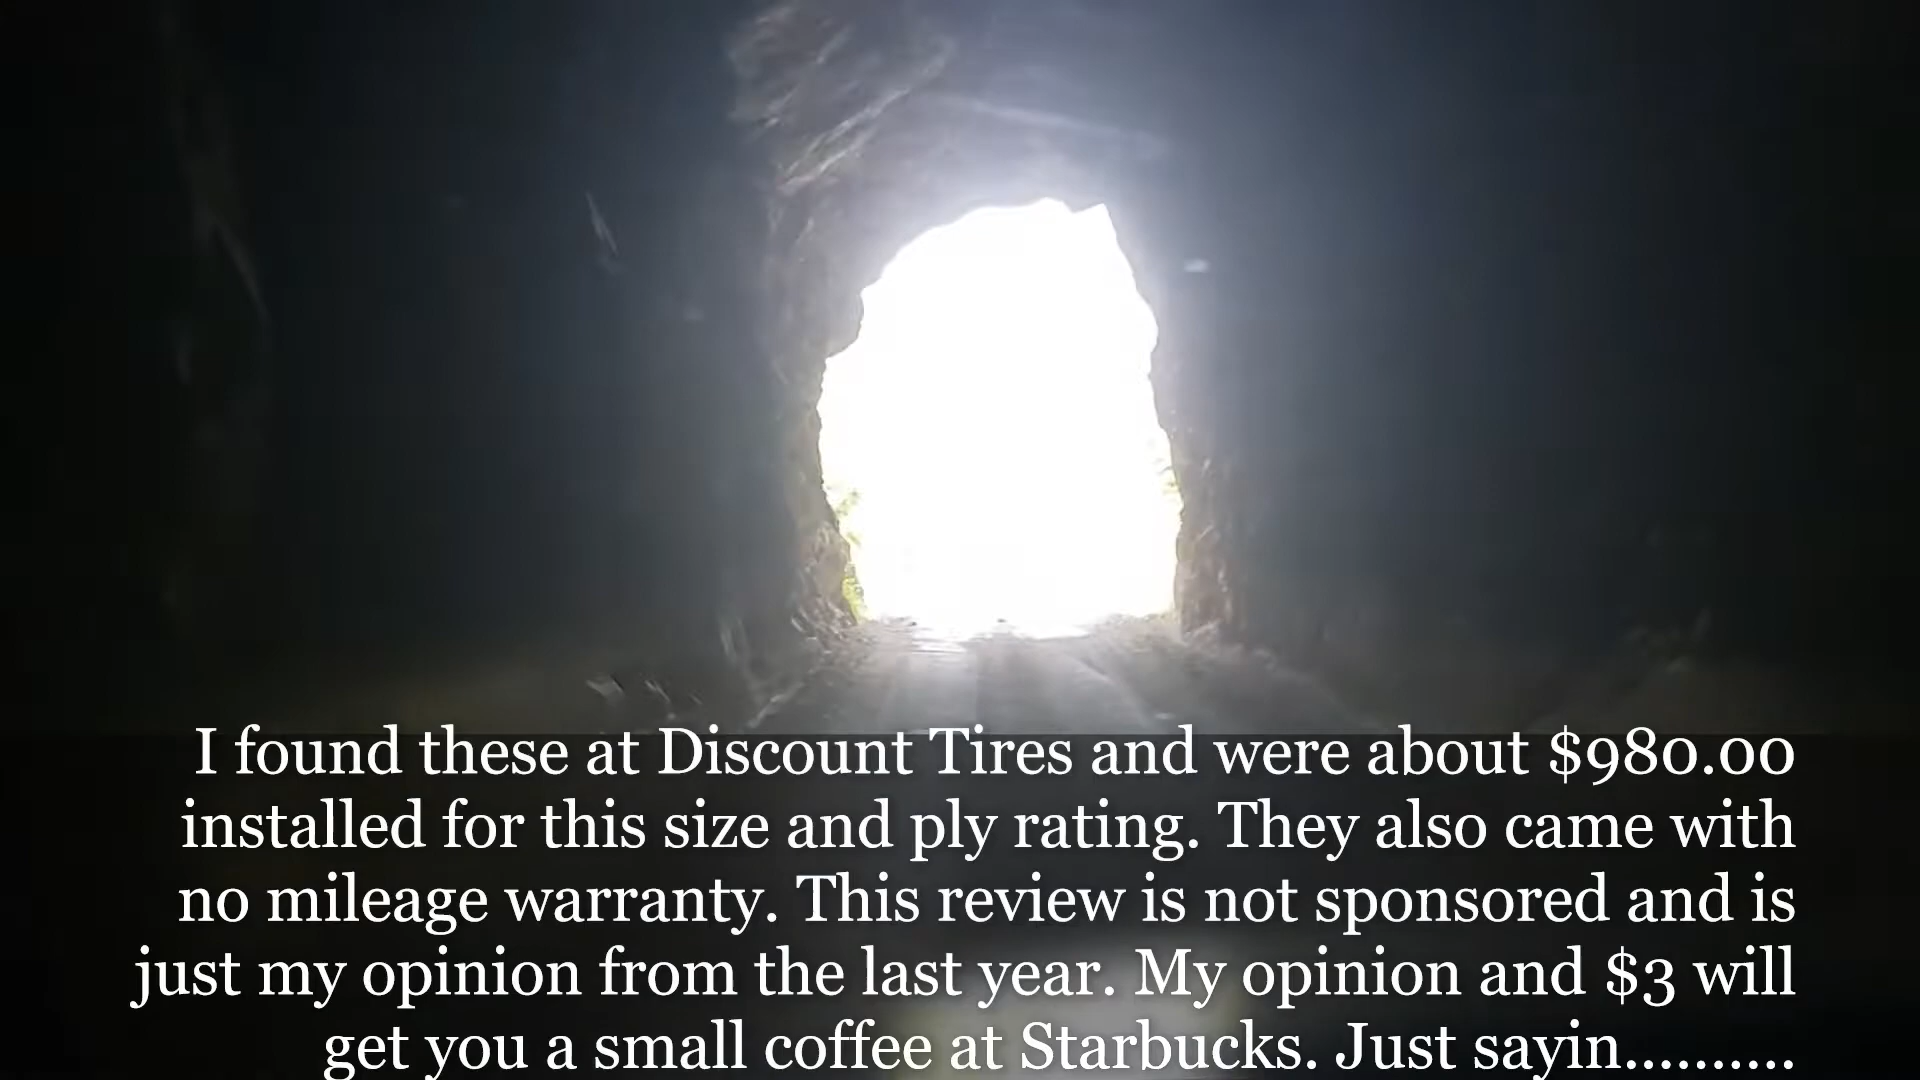 I found these at Discount Tires and were about $980.00
installed for this size and ply rating. They also came with
no mileage warranty. This review is not sponsored and is
just my opinion from the last year. My opinion and $3 will
get you a small coffee at Starbucks. Just sayin..........